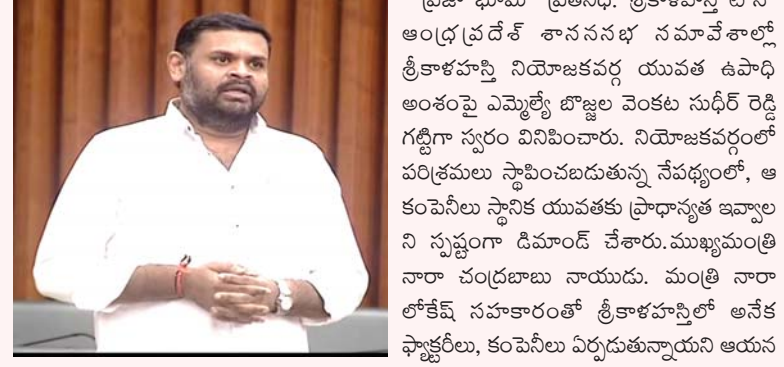 ఆంధ్రప్రదేశ్ శాసనసభ సమావేశాల్లో
శ్రీకాళహస్తి నియోజకవర్గ యువత ఉపాధి
అంశంపై ఎమ్మెల్యే బొజ్జల వెంకట సుధీర్ రెడ్డి
గట్టిగా స్వరం వినిపించారు. నియోజకవర్గంలో
పరిశ్రమలు స్థాపించబడుతున్న నేపథ్యంలో, ఆ
కంపెనీలు స్థానిక యువతకు ప్రాధాన్యత ఇవ్వాల
ని స్పష్టంగా డిమాండ్ చేశారు.ముఖ్యమంత్రి
నారా చంద్రబాబు నాయుడు. మంత్రి నారా
లోకేష్ సహకారంతో శ్రీకాళహస్తిలో అనేక
ఫ్యాక్టరీలు, కంపెనీలు ఏర్పడుతున్నాయని ఆయన